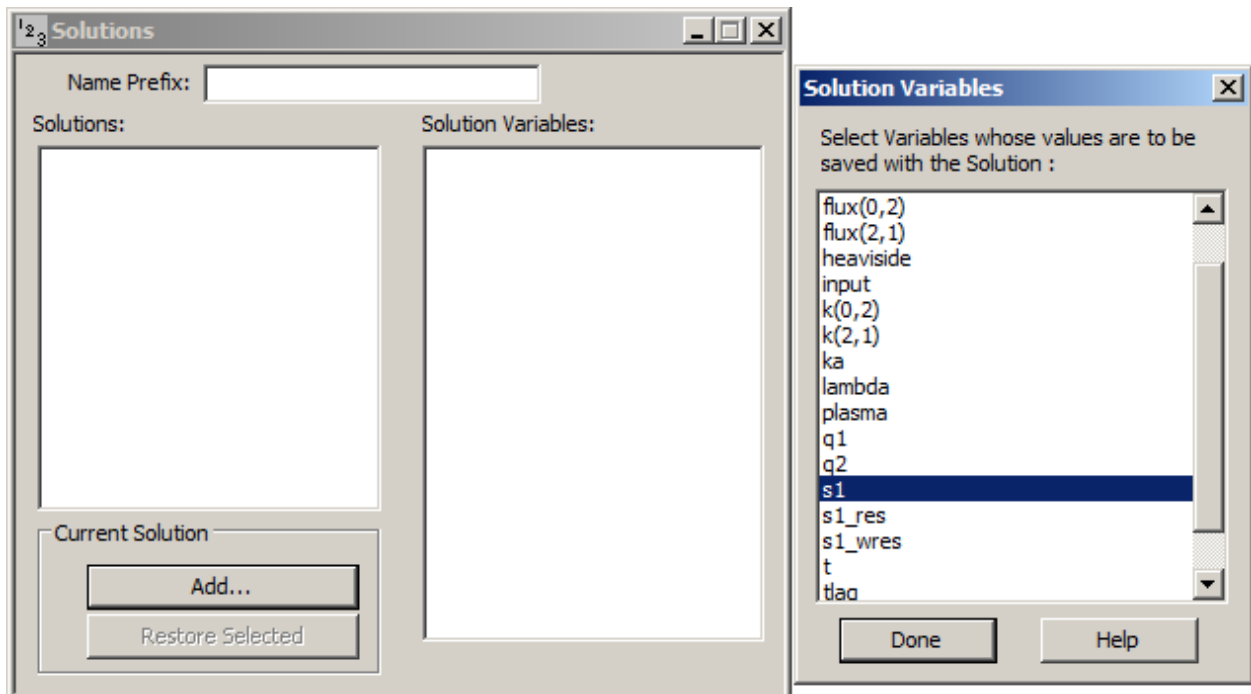 123 Solutions
Name Prefix:
Solutions:
Solution Variables:
Current Solution
Add...
Restore Selected
Solution Variables
Select Variables whose values are to be
saved with the Solution :
flux(0,2)
flux(2,1)
heaviside
input
k(0,2)
k(2,1)
ka
lambda
plasma
q1
q2
s1
s1_res
s1_wres
t
tlag
Done
Help